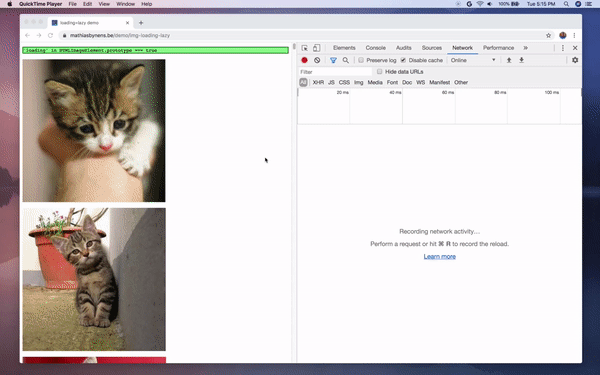 QuickTime Player File Edit View Window Help
100% Tue 5:15 PM
loading=lazy demo
mathiasbynens.be/demo/img-loading-lazy
'loading' in HTMLImageElement.prototype === true
Elements Console Sources Network Performance
Preserve log Disable cache Online
Filter Hide data URLs
All XHR JS CSS Img Media Font Doc WS Manifest Other
20 ms 40 ms 60 ms 80 ms 100 ms
Recording network activity…
Perform a request or hit ⌘ R to record the reload.
Learn more